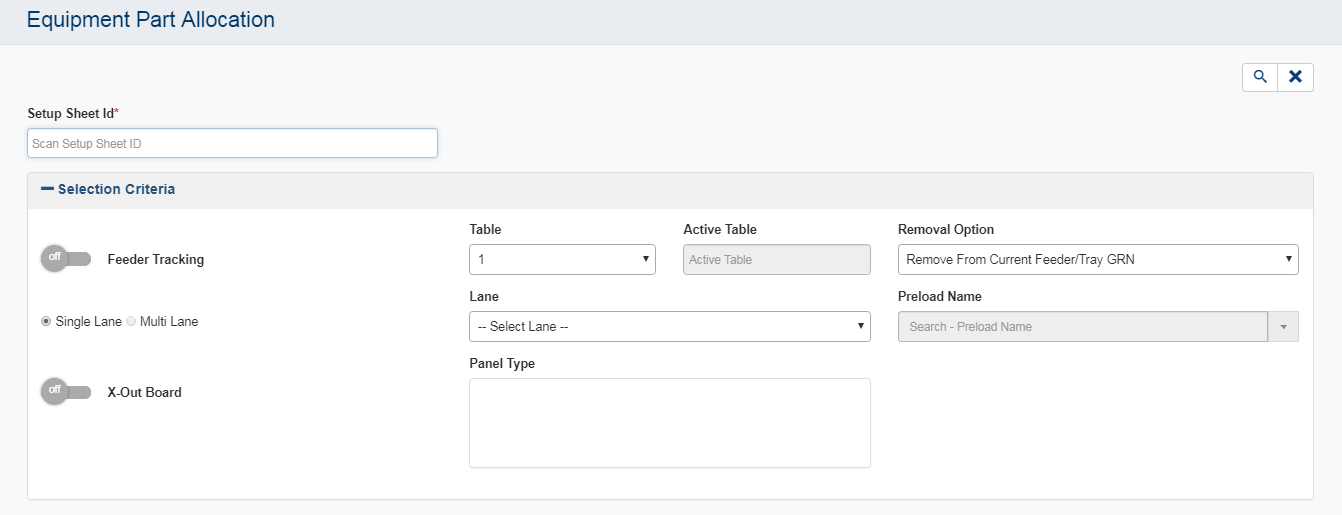 Equipment Part Allocation
Setup Sheet Id*
Scan Setup Sheet ID
Selection Criteria
off Feeder Tracking
Table
1
Active Table
Active Table
Removal Option
Remove From Current Feeder/Tray GRN
Single Lane Multi Lane
Lane
-- Select Lane --
Preload Name
Search - Preload Name
off X-Out Board
Panel Type